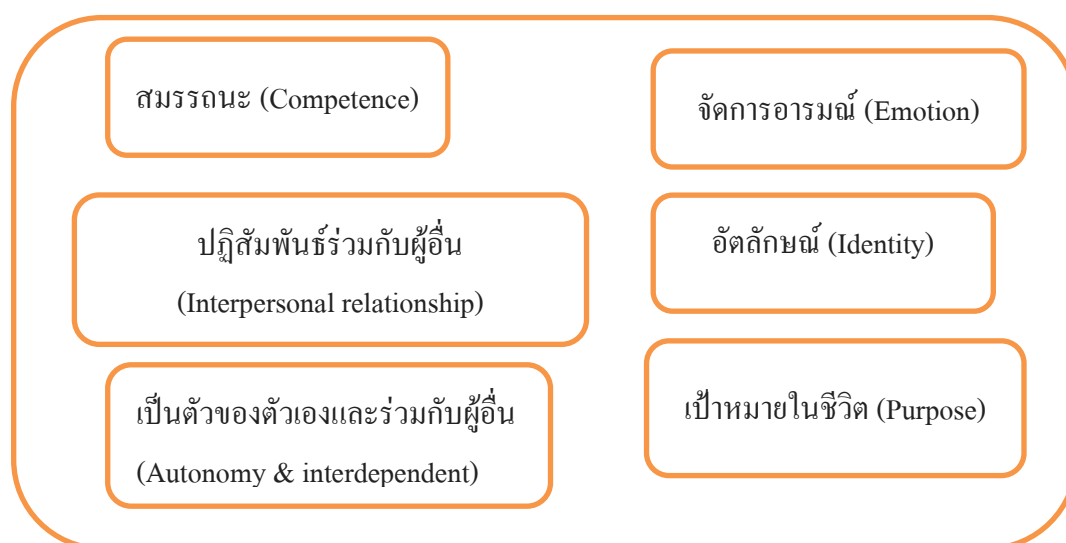 สมรรถนะ (Competence)
จัดการอารมณ์ (Emotion)
ปฏิสัมพันธ์ร่วมกับผู้อื่น
(Interpersonal relationship)
อัตลักษณ์ (Identity)
เป็นตัวของตัวเองและร่วมกับผู้อื่น
(Autonomy & interdependent)
เป้าหมายในชีวิต (Purpose)